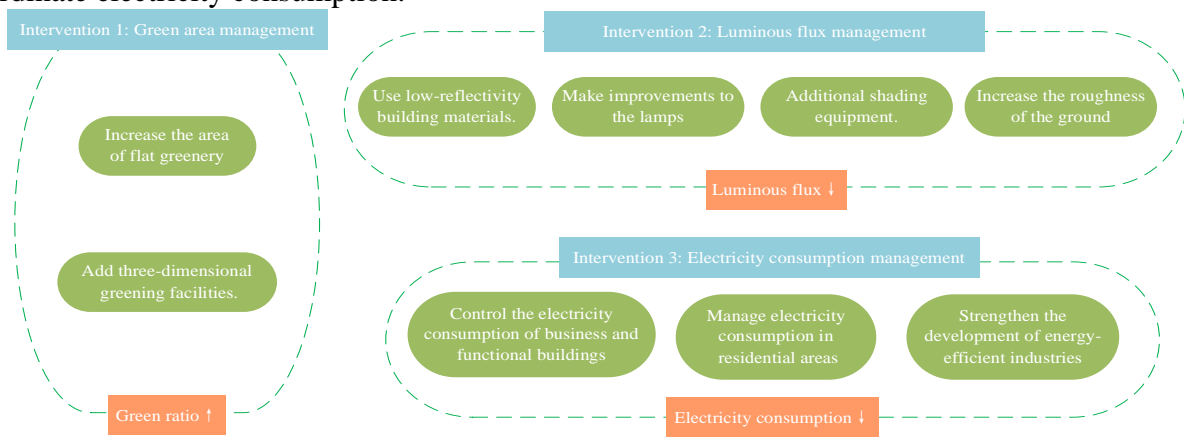 rdinate electricity consumption.
Intervention 1: Green area management
Increase the area
of flat greenery
Add three-dimensional
greening facilities.
Green ratio ↑
Intervention 2: Luminous flux management
Use low-reflectivity
building materials.
Make improvements to
the lamps
Additional shading
equipment.
Increase the roughness
of the ground
Luminous flux ↓
Intervention 3: Electricity consumption management
Control the electricity
consumption of business and
functional buildings
Manage electricity
consumption in
residential areas
Strengthen the
development of energy-
efficient industries
Electricity consumption ↓